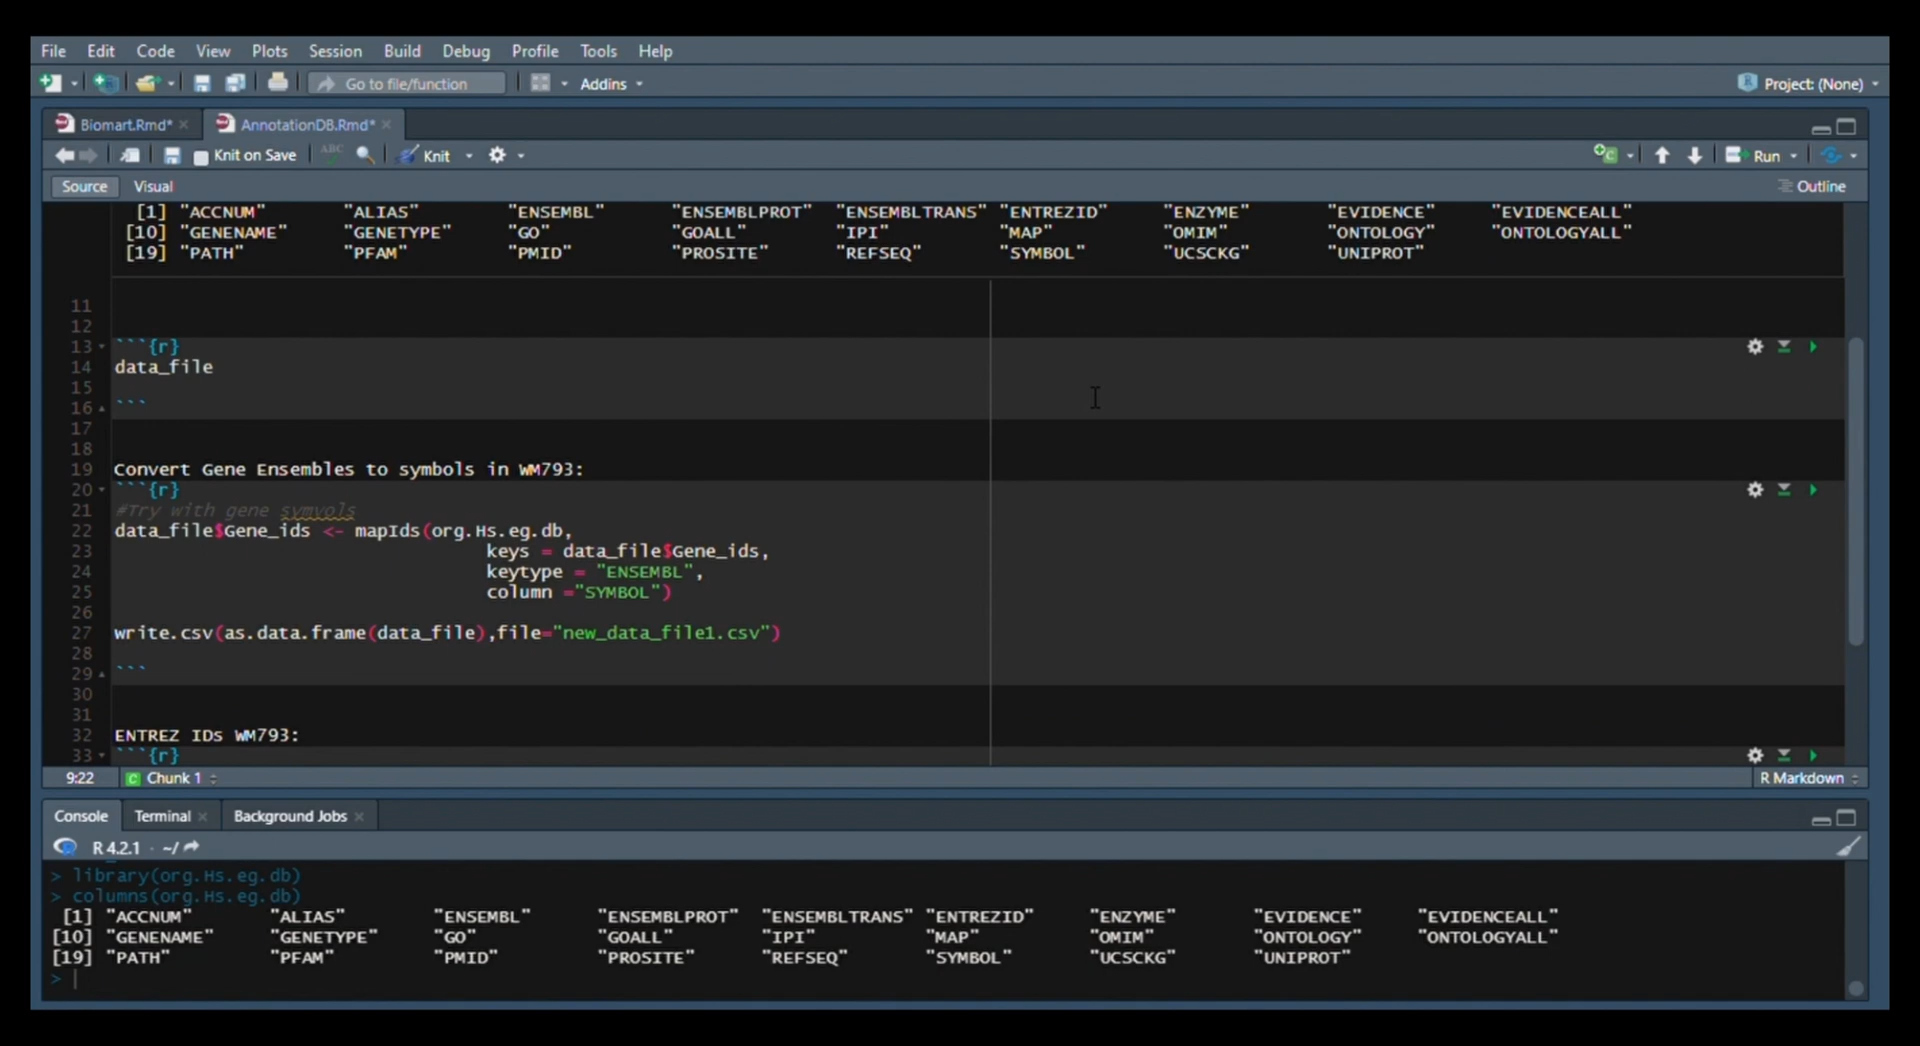 File Edit Code View Plots Session Build Debug Profile Tools Help
Go to file/function Addins Project: (None)
Biomart.Rmd* AnnotationDB.Rmd*
Knit on Save ABC Knit Run
Source Visual Outline
[1] "ACCNUM" "ALIAS" "ENSEMBL" "ENSEMBLPROT" "ENSEMBLTRANS" "ENTREZID" "ENZYME" "EVIDENCE" "EVIDENCEALL"
[10] "GENENAME" "GENETYPE" "GO" "GOALL" "IPI" "MAP" "OMIM" "ONTOLOGY" "ONTOLOGYALL"
[19] "PATH" "PFAM" "PMID" "PROSITE" "REFSEQ" "SYMBOL" "UCSCKG" "UNIPROT"
11
12
13 ```{r}
14 data_file
15
16 ```
17
18
19 Convert Gene Ensembles to symbols in WM793:
20 ```{r}
21 #Try with gene symvols
22 data_file$Gene_ids <- mapIds(org.Hs.eg.db,
23 keys = data_file$Gene_ids,
24 keytype = "ENSEMBL",
25 column ="SYMBOL")
26
27 write.csv(as.data.frame(data_file),file="new_data_file1.csv")
28
29 ```
30
31
32 ENTREZ IDs WM793:
33 ```{r}
9:22 C Chunk 1 R Markdown
Console Terminal Background Jobs
R 4.2.1 · ~/
> library(org.Hs.eg.db)
> columns(org.Hs.eg.db)
[1] "ACCNUM" "ALIAS" "ENSEMBL" "ENSEMBLPROT" "ENSEMBLTRANS" "ENTREZID" "ENZYME" "EVIDENCE" "EVIDENCEALL"
[10] "GENENAME" "GENETYPE" "GO" "GOALL" "IPI" "MAP" "OMIM" "ONTOLOGY" "ONTOLOGYALL"
[19] "PATH" "PFAM" "PMID" "PROSITE" "REFSEQ" "SYMBOL" "UCSCKG" "UNIPROT"
>